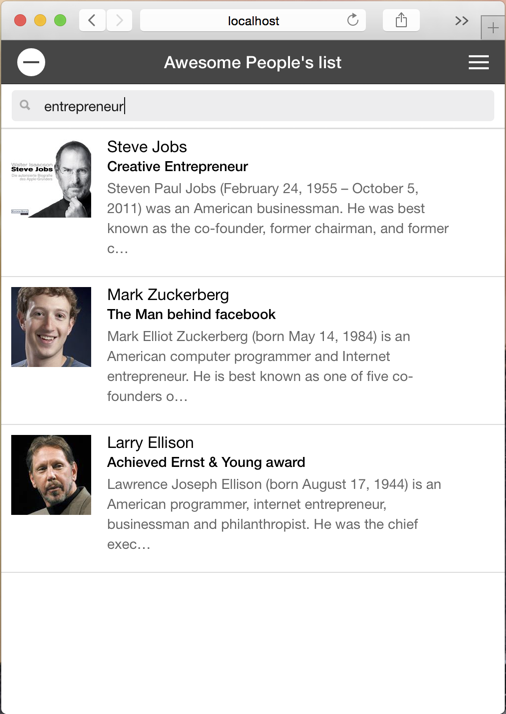 localhost
Awesome People's list
entrepreneur
Walter Isaacson
Steve Jobs
Steve Jobs
Creative Entrepreneur
Steven Paul Jobs (February 24, 1955 – October 5,
2011) was an American businessman. He was best
known as the co-founder, former chairman, and former
c…
Mark Zuckerberg
The Man behind facebook
Mark Elliot Zuckerberg (born May 14, 1984) is an
American computer programmer and Internet
entrepreneur. He is best known as one of five co-
founders o…
Larry Ellison
Achieved Ernst & Young award
Lawrence Joseph Ellison (born August 17, 1944) is an
American programmer, internet entrepreneur,
businessman and philanthropist. He was the chief
exec…